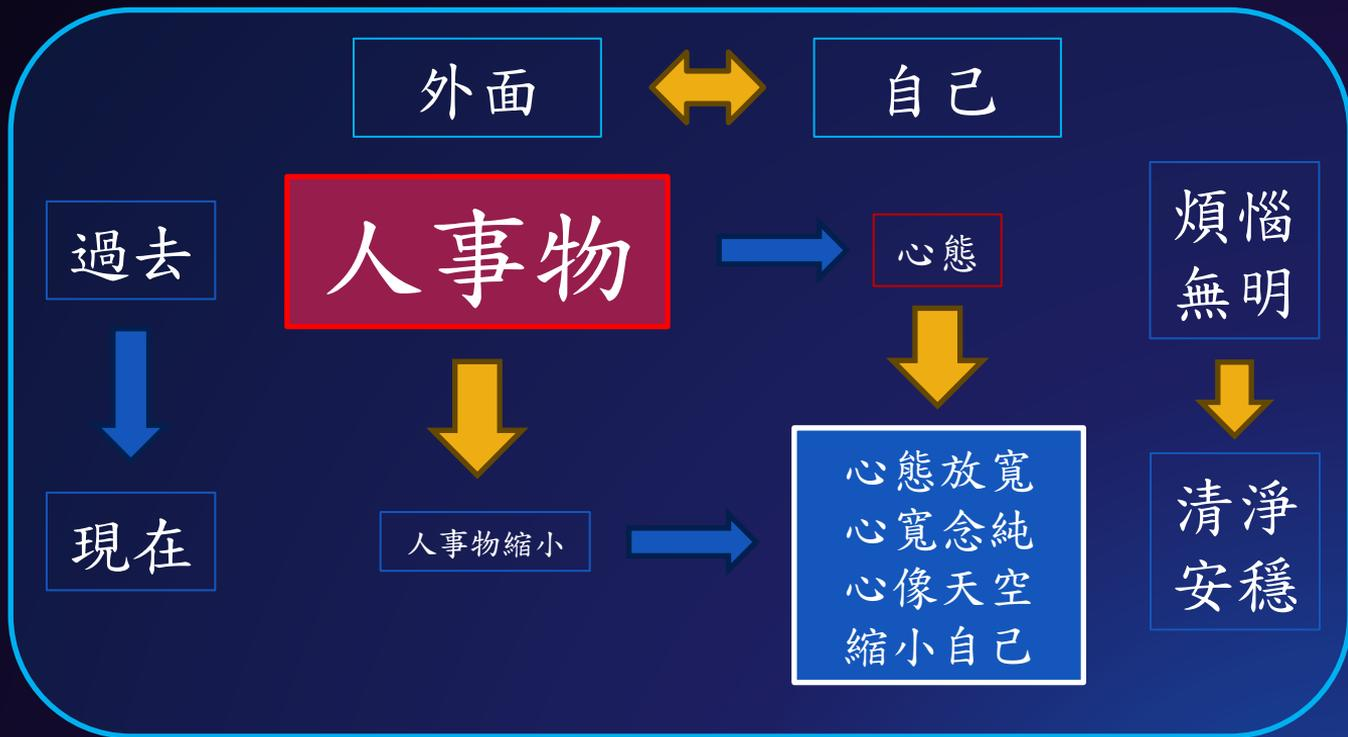 外面
自己
過去
人事物
心態
煩惱
無明
現在
人事物縮小
心態放寬
心寬念純
心像天空
縮小自己
清淨
安穩